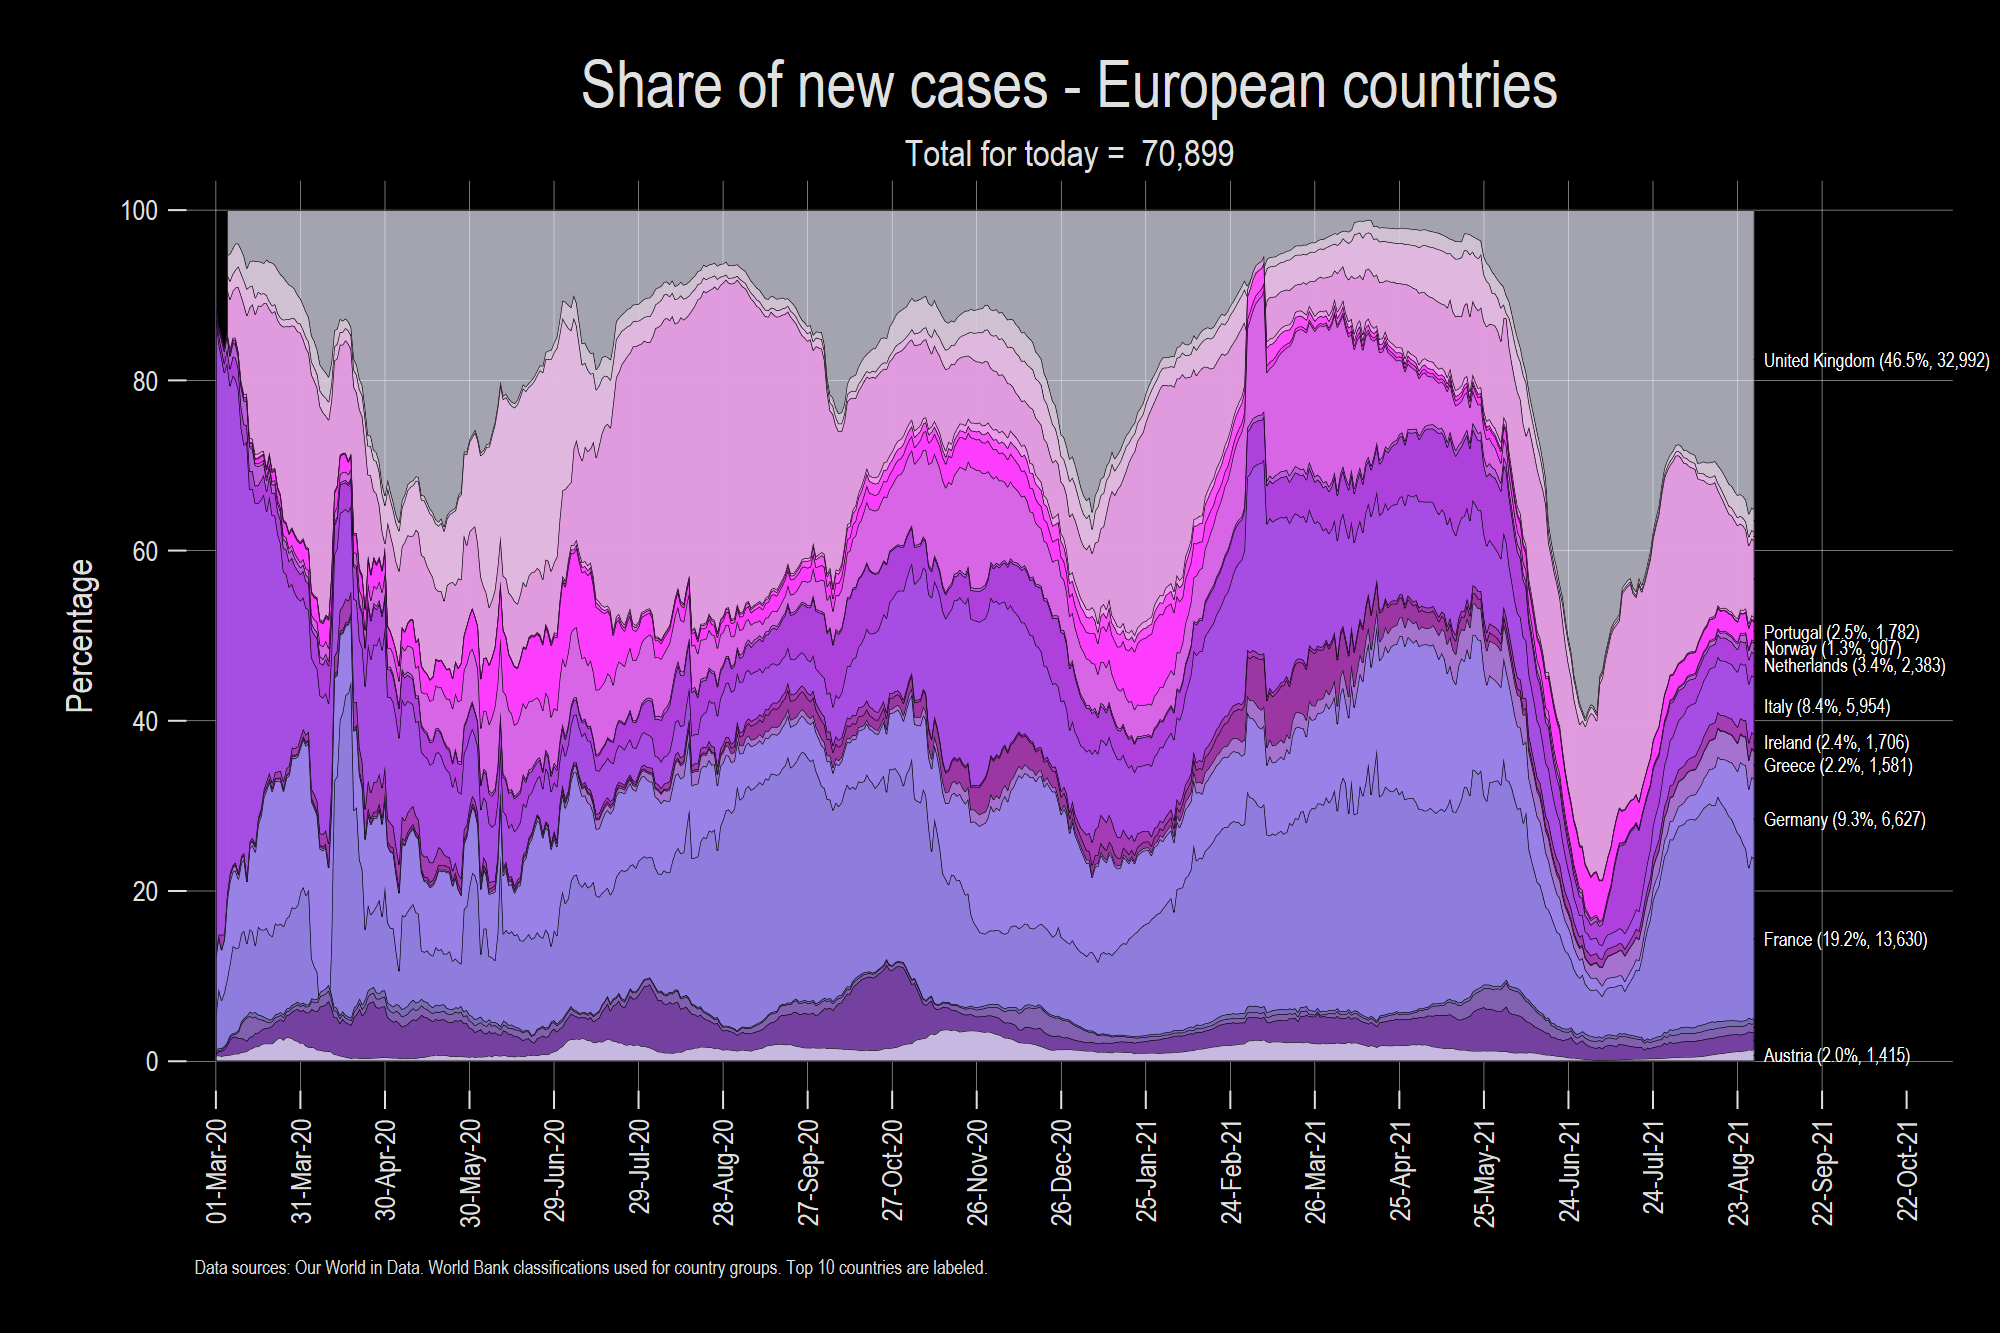 Share of new cases - European countries
Total for today =  70,899
Percentage
100
80
60
40
20
0
United Kingdom (46.5%, 32,992)
Portugal (2.5%, 1,782)
Norway (1.3%, 907)
Netherlands (3.4%, 2,383)
Italy (8.4%, 5,954)
Ireland (2.4%, 1,706)
Greece (2.2%, 1,581)
Germany (9.3%, 6,627)
France (19.2%, 13,630)
Austria (2.0%, 1,415)
01-Mar-20
31-Mar-20
30-Apr-20
30-May-20
29-Jun-20
29-Jul-20
28-Aug-20
27-Sep-20
27-Oct-20
26-Nov-20
26-Dec-20
25-Jan-21
24-Feb-21
26-Mar-21
25-Apr-21
25-May-21
24-Jun-21
24-Jul-21
23-Aug-21
22-Sep-21
22-Oct-21
Data sources: Our World in Data. World Bank classifications used for country groups. Top 10 countries are labeled.